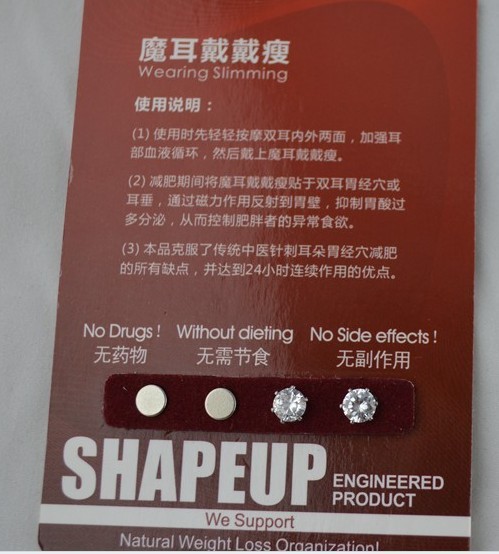 魔耳戴戴瘦
Wearing Slimming
使用说明：
(1) 使用时先轻轻按摩双耳内外两面，加强耳
部血液循环，然后戴上魔耳戴戴瘦。
(2) 减肥期间将魔耳戴戴瘦贴于双耳胃经穴或
耳垂，通过磁力作用反射到胃壁，抑制胃酸过
多分泌，从而控制肥胖者的异常食欲。
(3) 本品克服了传统中医针刺耳朵胃经穴减肥
的所有缺点，并达到24小时连续作用的优点。
No Drugs! Without dieting No Side effects!
无药物 无需节食 无副作用
SHAPEUP ENGINEERED
PRODUCT
We Support
Natural Weight Loss Organization!